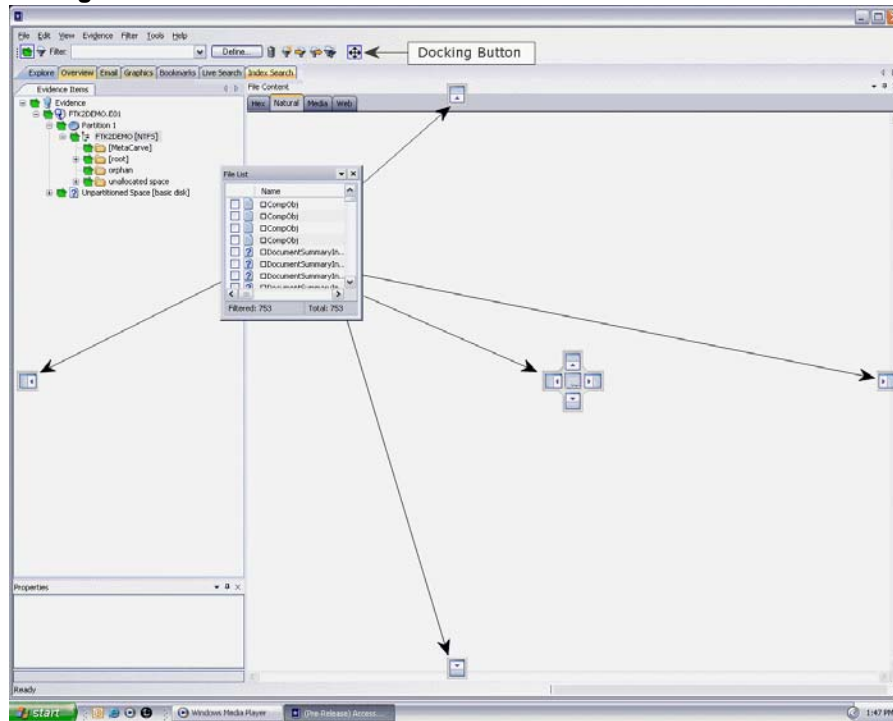 File Edit View Evidence Filter Tools Help
Filter: Define... Docking Button
Explore Overview Email Graphics Bookmarks Live Search Index Search
Evidence Items
File Content
Hex Natural Media Web
Evidence
FTK2DEMO.E01
Partition 1
FTK2DEMO [NTFS]
[MetaCarve]
[root]
orphan
unallocated space
Unpartitioned Space [basic disk]
File List
Name
CompObj
CompObj
CompObj
CompObj
DocumentSummaryIn...
DocumentSummaryIn...
DocumentSummaryIn...
Filtered: 753 Total: 753
Properties
Ready
start Windows Media Player (Pre-Release) Access... 1:47 PM